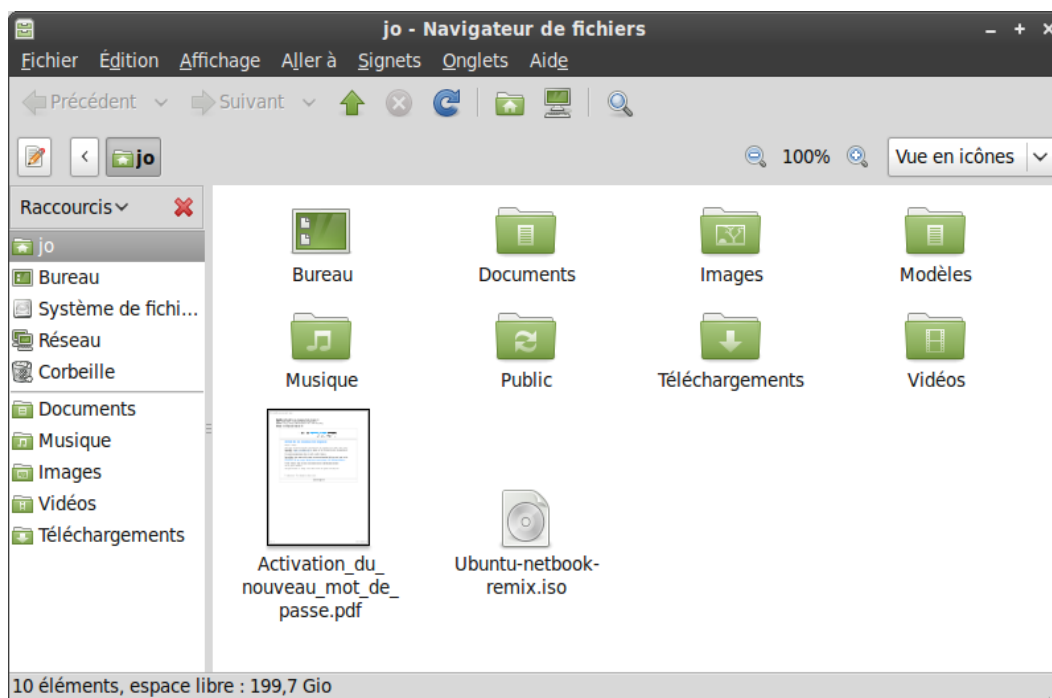 jo - Navigateur de fichiers
Fichier Édition Affichage Aller à Signets Onglets Aide
Précédent Suivant
jo 100% Vue en icônes
Raccourcis
jo
Bureau
Système de fichi...
Réseau
Corbeille
Documents
Musique
Images
Vidéos
Téléchargements
Bureau Documents Images Modèles
Musique Public Téléchargements Vidéos
Activation_du_
nouveau_mot_de_
passe.pdf
Ubuntu-netbook-
remix.iso
10 éléments, espace libre : 199,7 Gio